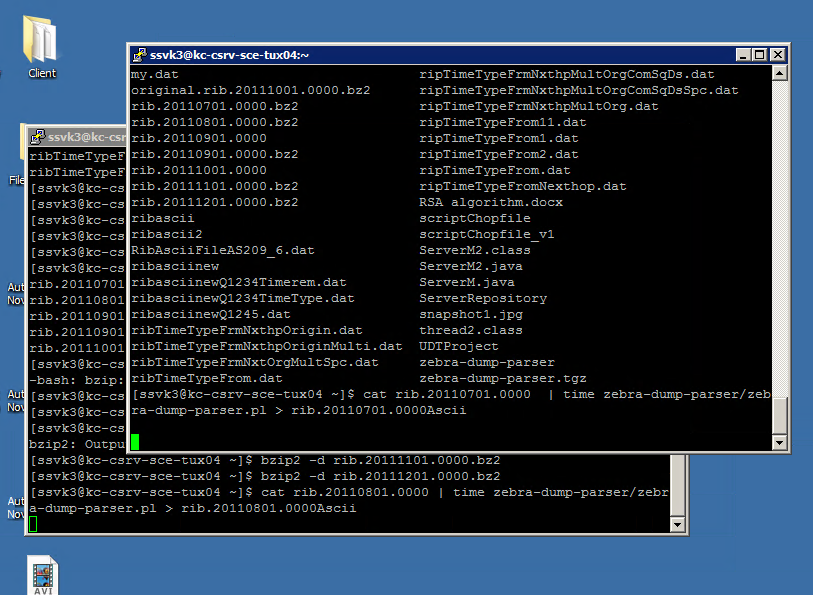 Client
ssvk3@kc-csrv-sce-tux04:~
my.dat ripTimeTypeFrmNxthpMultOrgComSqDs.dat
original.rib.20111001.0000.bz2 ripTimeTypeFrmNxthpMultOrgComSqDsSpc.dat
rib.20110701.0000.bz2 ripTimeTypeFrmNxthpMultOrg.dat
rib.20110801.0000.bz2 ripTimeTypeFrom11.dat
rib.20110901.0000 ripTimeTypeFrom1.dat
rib.20110901.0000.bz2 ripTimeTypeFrom2.dat
rib.20111001.0000 ripTimeTypeFrom.dat
rib.20111101.0000.bz2 ripTimeTypeFromNexthop.dat
rib.20111201.0000.bz2 RSA algorithm.docx
ribascii scriptChopfile
ribascii2 scriptChopfile_v1
RibAsciiFileAS209_6.dat ServerM2.class
ribasciinew ServerM2.java
ribasciinewQ1234Timerem.dat ServerM.java
ribasciinewQ1234TimeType.dat ServerRepository
ribasciinewQ1245.dat snapshot1.jpg
ribTimeTypeFrmNxthpOrigin.dat thread2.class
ribTimeTypeFrmNxthpOriginMulti.dat UDTProject
ribTimeTypeFrmNxtOrgMultSpc.dat zebra-dump-parser
ribTimeTypeFrom.dat zebra-dump-parser.tgz
[ssvk3@kc-csrv-sce-tux04 ~]$ cat rib.20110701.0000 | time zebra-dump-parser/zeb
ra-dump-parser.pl > rib.20110701.0000Ascii
ssvk3@kc-csr
ribTimeTypeF
ribTimeTypeF
[ssvk3@kc-cs
[ssvk3@kc-cs
[ssvk3@kc-cs
[ssvk3@kc-cs
[ssvk3@kc-cs
[ssvk3@kc-cs
rib.20110701
rib.20110801
rib.20110901
rib.20110901
rib.20111001
[ssvk3@kc-cs
-bash: bzip:
[ssvk3@kc-cs
[ssvk3@kc-cs
[ssvk3@kc-cs
bzip2: Outpu
[ssvk3@kc-csrv-sce-tux04 ~]$ bzip2 -d rib.20111101.0000.bz2
[ssvk3@kc-csrv-sce-tux04 ~]$ bzip2 -d rib.20111201.0000.bz2
[ssvk3@kc-csrv-sce-tux04 ~]$ cat rib.20110801.0000 | time zebra-dump-parser/zebr
a-dump-parser.pl > rib.20110801.0000Ascii
File
Aut
Nov
Aut
Nov
Aut
Nov
AVI